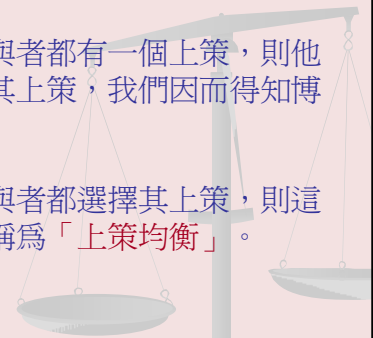 與者都有一個上策，則他
其上策，我們因而得知博
與者都選擇其上策，則這
稱爲「上策均衡」。